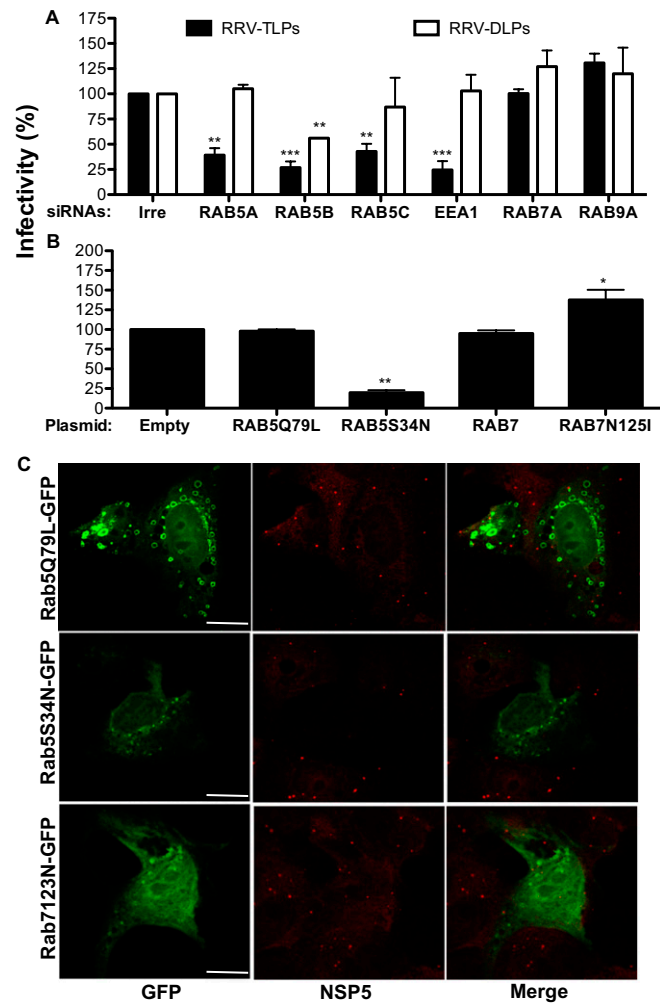 A
RRV-TLPs
RRV-DLPs
Infectivity (%)
150
125
100
75
50
25
0
** *** ** ** ***
siRNAs: Irre RAB5A RAB5B RAB5C EEA1 RAB7A RAB9A
B
200
175
150
125
100
75
50
25
0
** *
Plasmid: Empty RAB5Q79L RAB5S34N RAB7 RAB7N125I
C
Rab5Q79L-GFP
Rab5S34N-GFP
Rab7123N-GFP
GFP NSP5 Merge